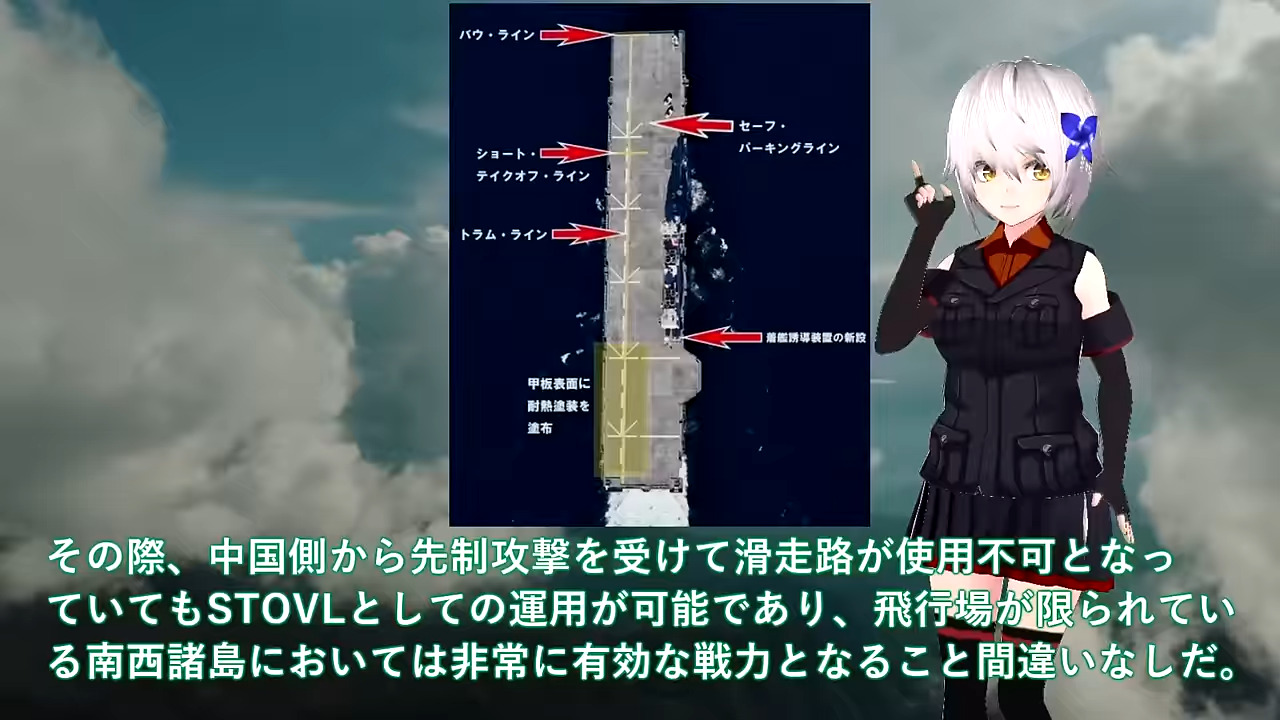 バウ・ライン
セーフ・
パーキングライン
ショート・
テイクオフ・ライン
トラム・ライン
着艦誘導装置の新設
甲板表面に
耐熱塗装を
塗布
その際、中国側から先制攻撃を受けて滑走路が使用不可となっ
ていてもSTOVLとしての運用が可能であり、飛行場が限られてい
る南西諸島においては非常に有効な戦力となること間違いなしだ。